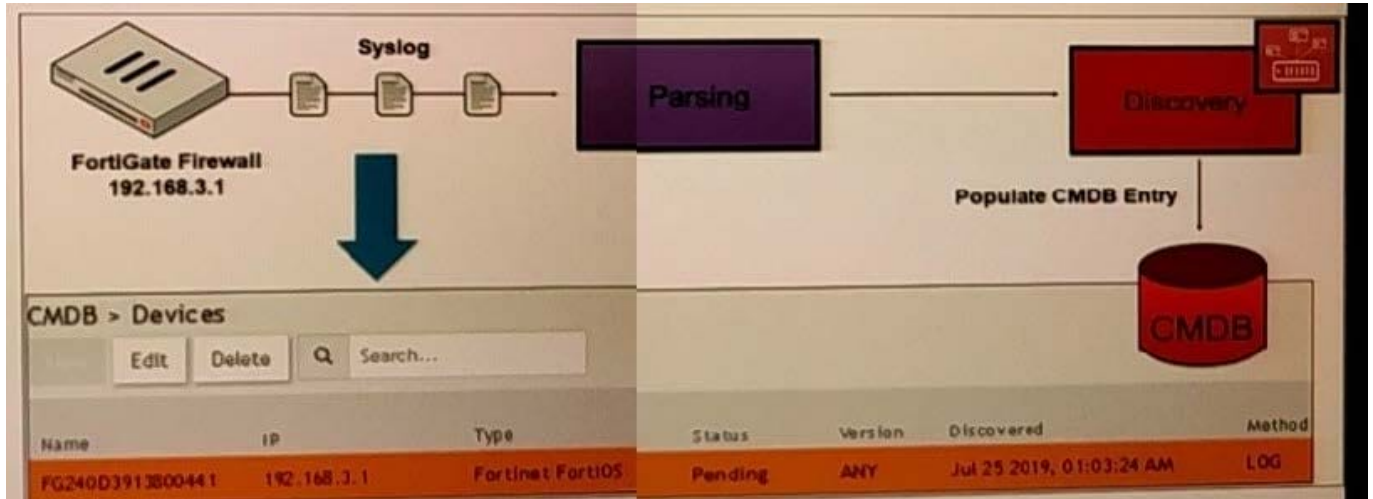 Syslog
Parsing
Discovery
FortiGate Firewall
192.168.3.1
Populate CMDB Entry
CMDB
CMDB > Devices
Edit Delete Search...
Name IP Type Status Version Discovered Method
FG240D3913800441 192.168.3.1 Fortinet FortiOS Pending ANY Jul 25 2019, 01:03:24 AM LOG